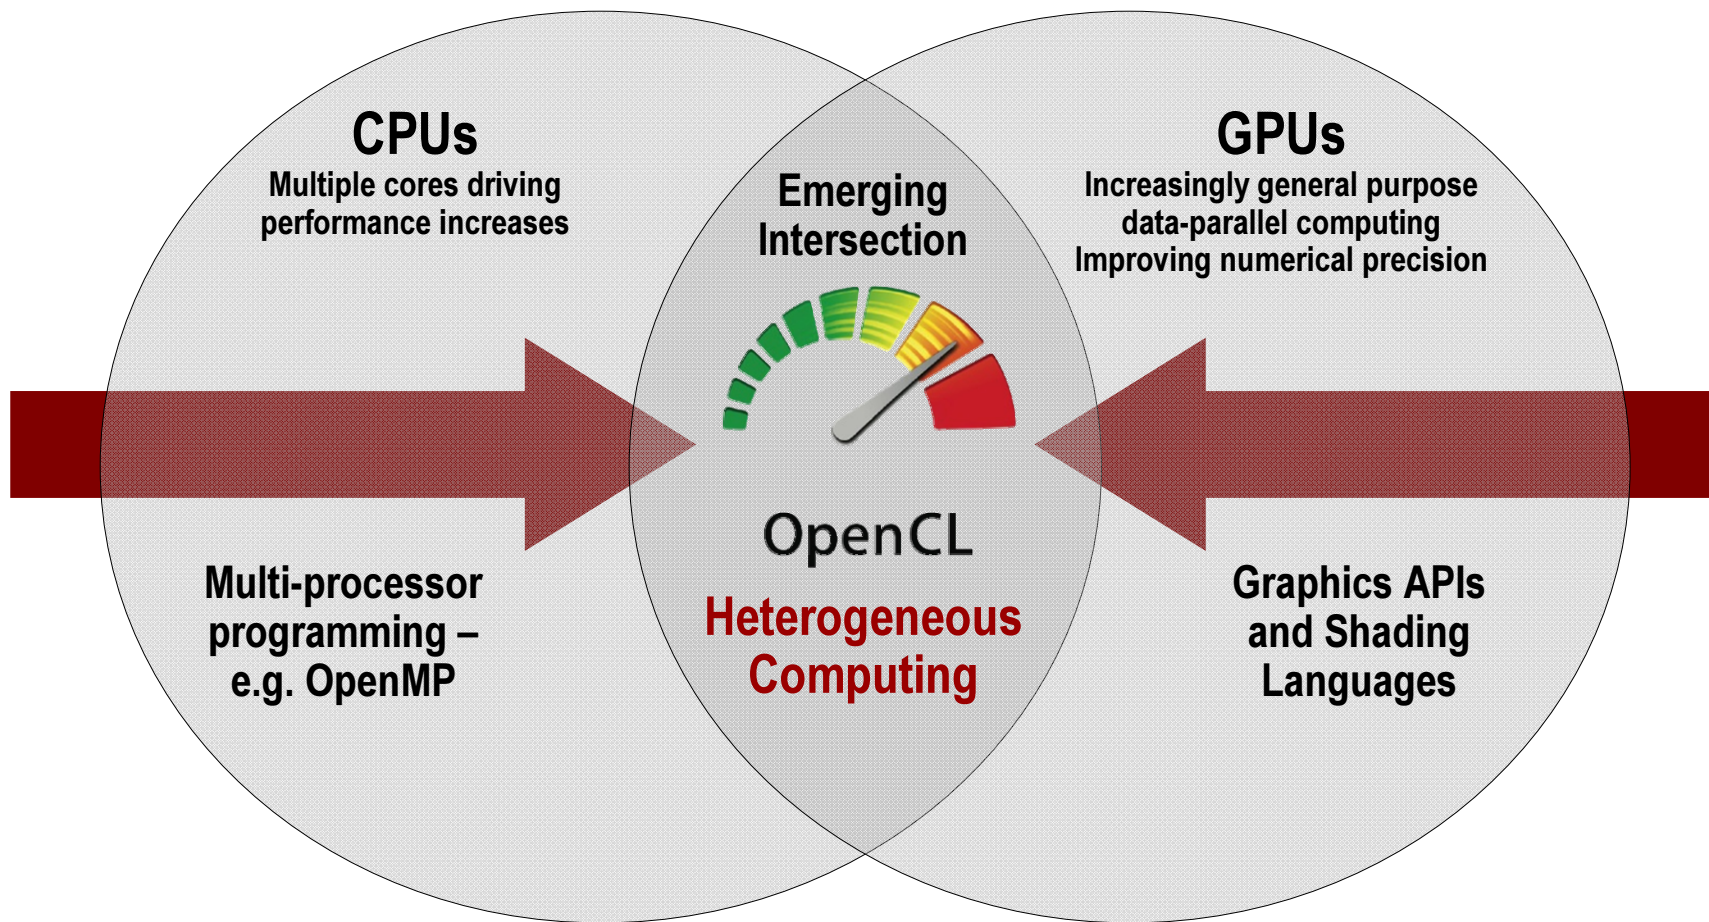 CPUs
Multiple cores driving
performance increases
Multi-processor
programming –
e.g. OpenMP
Emerging
Intersection
OpenCL
Heterogeneous
Computing
GPUs
Increasingly general purpose
data-parallel computing
Improving numerical precision
Graphics APIs
and Shading
Languages